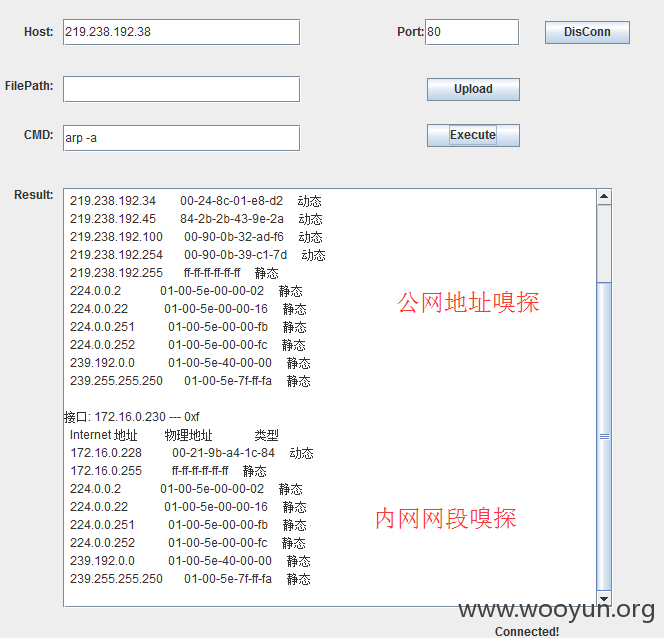 Host: 219.238.192.38 Port: 80 DisConn
FilePath: Upload
CMD: arp -a Execute
Result:
219.238.192.34 00-24-8c-01-e8-d2 动态
219.238.192.45 84-2b-2b-43-9e-2a 动态
219.238.192.100 00-90-0b-32-ad-f6 动态
219.238.192.254 00-90-0b-39-c1-7d 动态
219.238.192.255 ff-ff-ff-ff-ff-ff 静态
224.0.0.2 01-00-5e-00-00-02 静态
224.0.0.22 01-00-5e-00-00-16 静态
224.0.0.251 01-00-5e-00-00-fb 静态
224.0.0.252 01-00-5e-00-00-fc 静态
239.192.0.0 01-00-5e-40-00-00 静态
239.255.255.250 01-00-5e-7f-ff-fa 静态
公网地址嗅探
接口: 172.16.0.230 --- 0xf
Internet 地址 物理地址 类型
172.16.0.228 00-21-9b-a4-1c-84 动态
172.16.0.255 ff-ff-ff-ff-ff-ff 静态
224.0.0.2 01-00-5e-00-00-02 静态
224.0.0.22 01-00-5e-00-00-16 静态
224.0.0.251 01-00-5e-00-00-fb 静态
224.0.0.252 01-00-5e-00-00-fc 静态
239.192.0.0 01-00-5e-40-00-00 静态
239.255.255.250 01-00-5e-7f-ff-fa 静态
内网网段嗅探
www.wooyun.org
Connected!